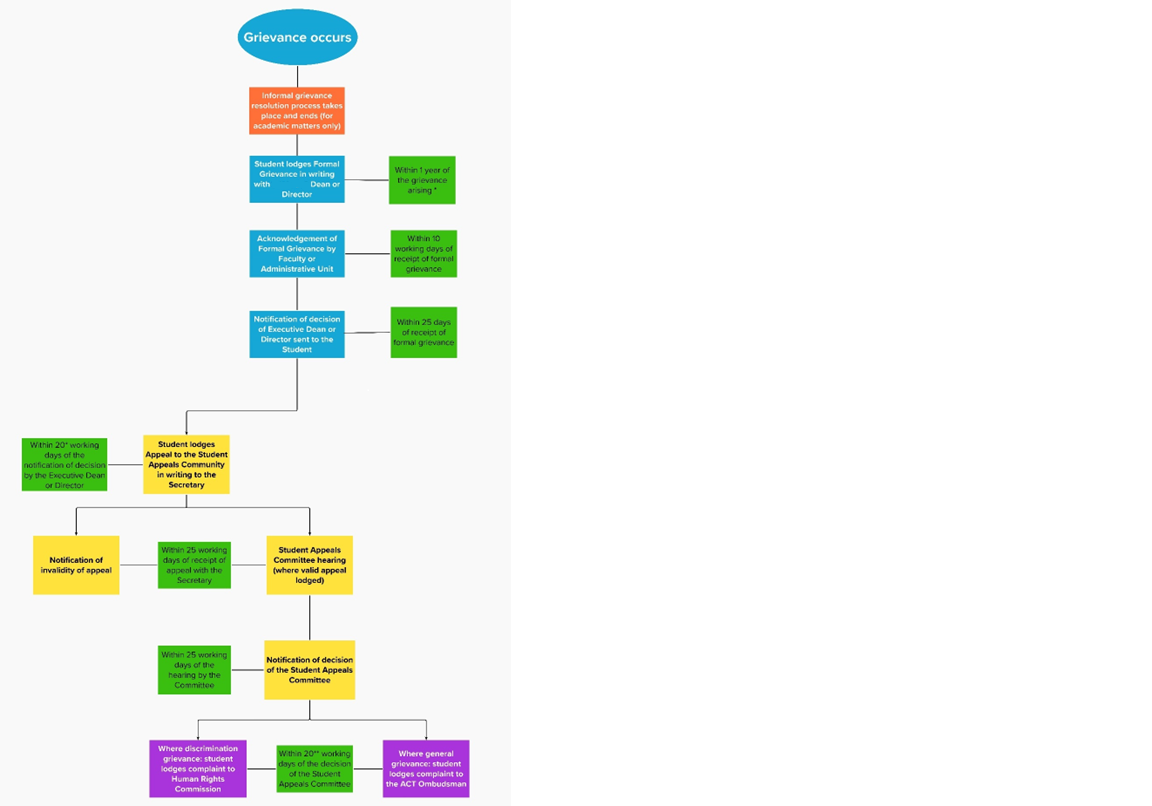 Grievance occurs
Informal grievance
resolution process takes
place and ends (for
academic matters only)
Student lodges Formal
Grievance in writing
with Dean or
Director
Within 1 year of
the grievance
arising *
Acknowledgement of
Formal Grievance by
Faculty or
Administrative Unit
Within 10
working days of
receipt of formal
grievance
Notification of decision
of Executive Dean or
Director sent to the
Student
Within 25 days
of receipt of
formal grievance
Within 20* working
days of the
notification of decision
by the Executive Dean
or Director
Student lodges
Appeal to the Student
Appeals Community
in writing to the
Secretary
Notification of
invalidity of appeal
Within 25 working
days of receipt of
appeal with the
Secretary
Student Appeals
Committee hearing
(where valid appeal
lodged)
Within 25 working
days of the
hearing by the
Committee
Notification of decision
of the Student Appeals
Committee
Where discrimination
grievance: student
lodges complaint to
Human Rights
Commission
Within 20** working
days of the decision
of the Student
Appeals Committee
Where general
grievance: student
lodges complaint to
the ACT Ombudsman